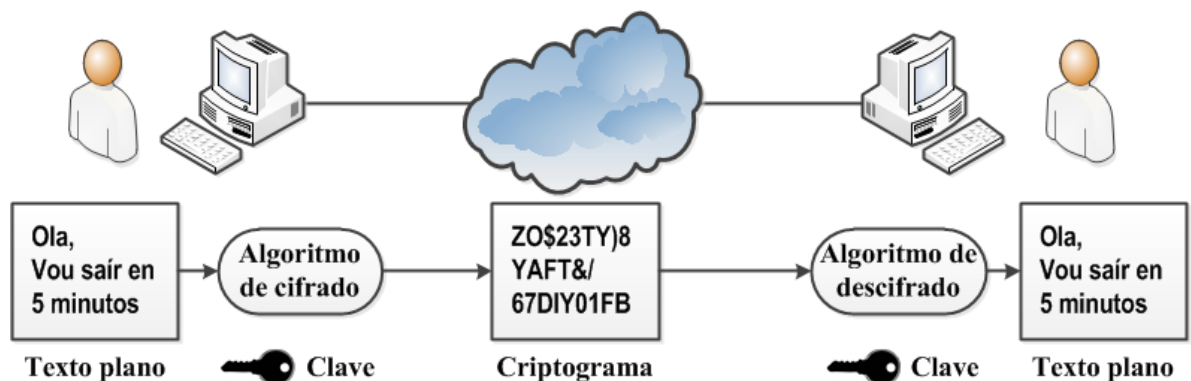 Ola,
Vou saír en
5 minutos
Algoritmo
de cifrado
ZO$23TY)8
YAFT&/
67DIY01FB
Algoritmo de
descifrado
Ola,
Vou saír en
5 minutos
Texto plano
Clave
Criptograma
Clave
Texto plano